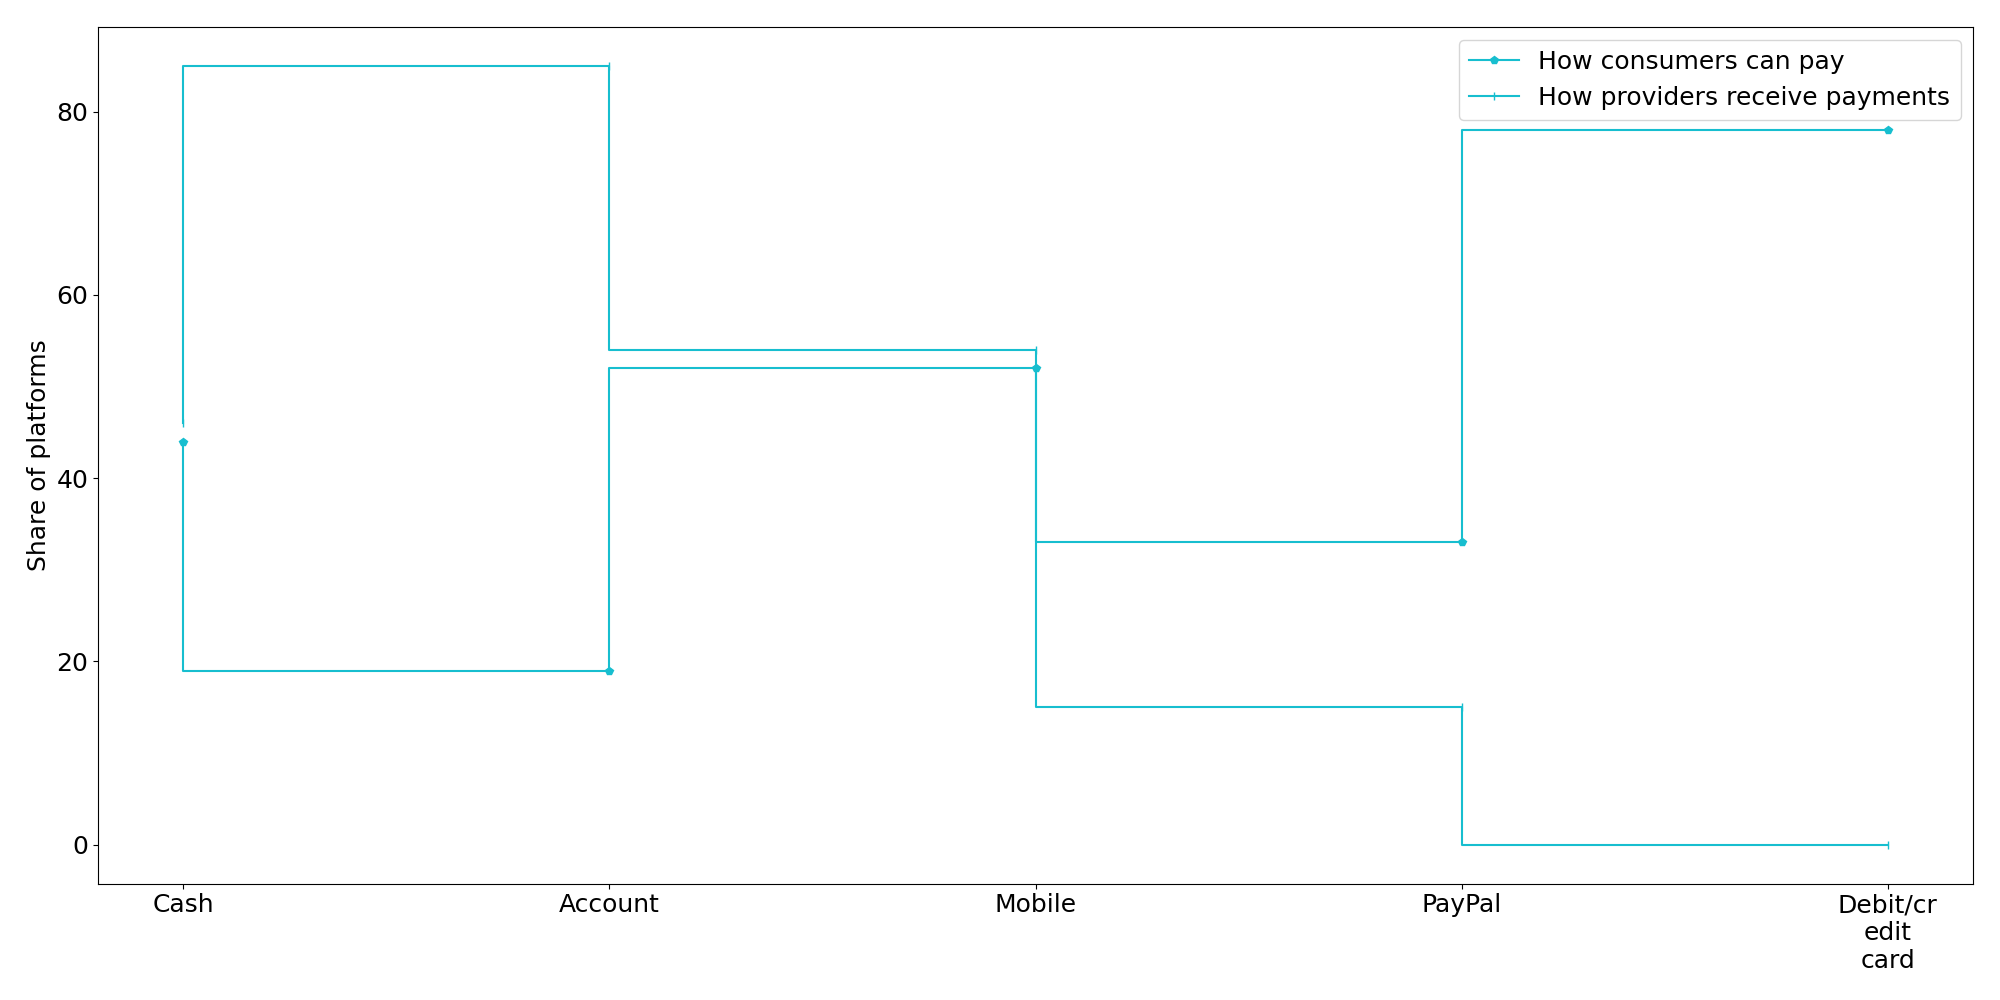 How consumers can pay
How providers receive payments
Share of platforms
80
60
40
20
0
Cash
Account
Mobile
PayPal
Debit/cr
edit
card